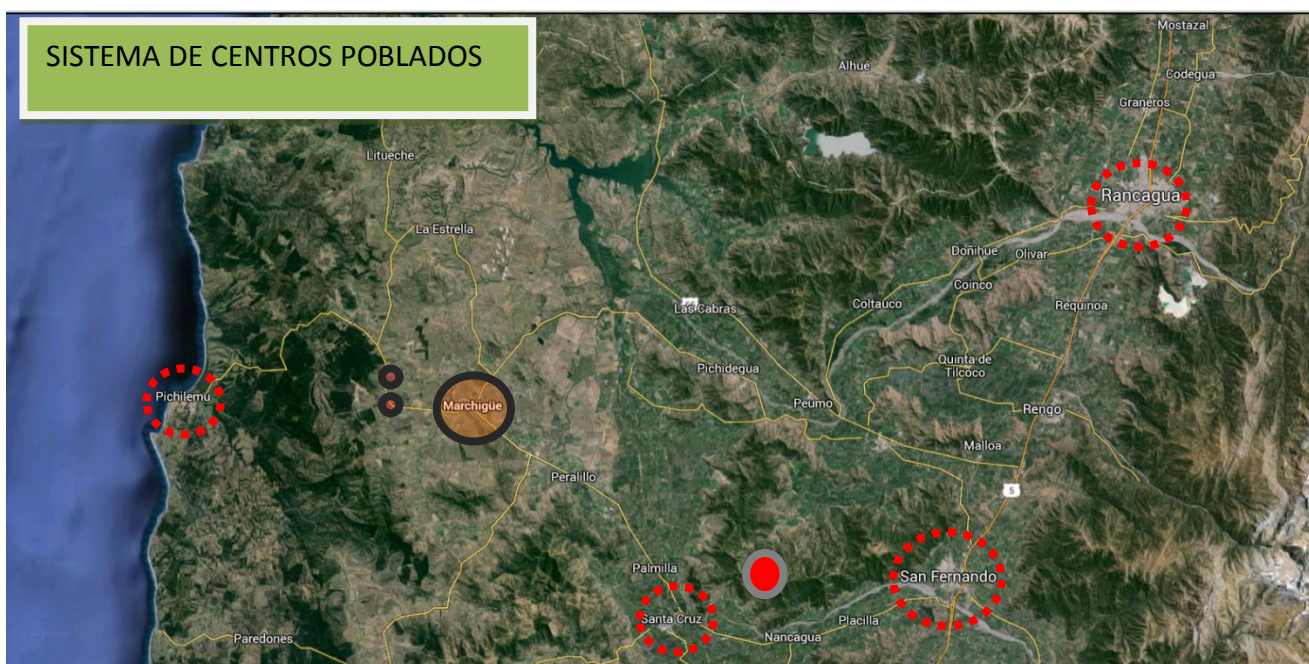 SISTEMA DE CENTROS POBLADOS
Mostazal
Alhué
Codegua
Graneros
Litueche
Rancagua
La Estrella
Doñihue
Olivar
Coinco
Las Cabras
Coltauco
Requinoa
Quinta de
Tilcoco
Pichidegua
Pichilemu
Marchigüe
Peumo
Rengo
Malloa
Peralillo
5
Palmilla
San Fernando
Santa Cruz
Placilla
Paredones
Nancagua